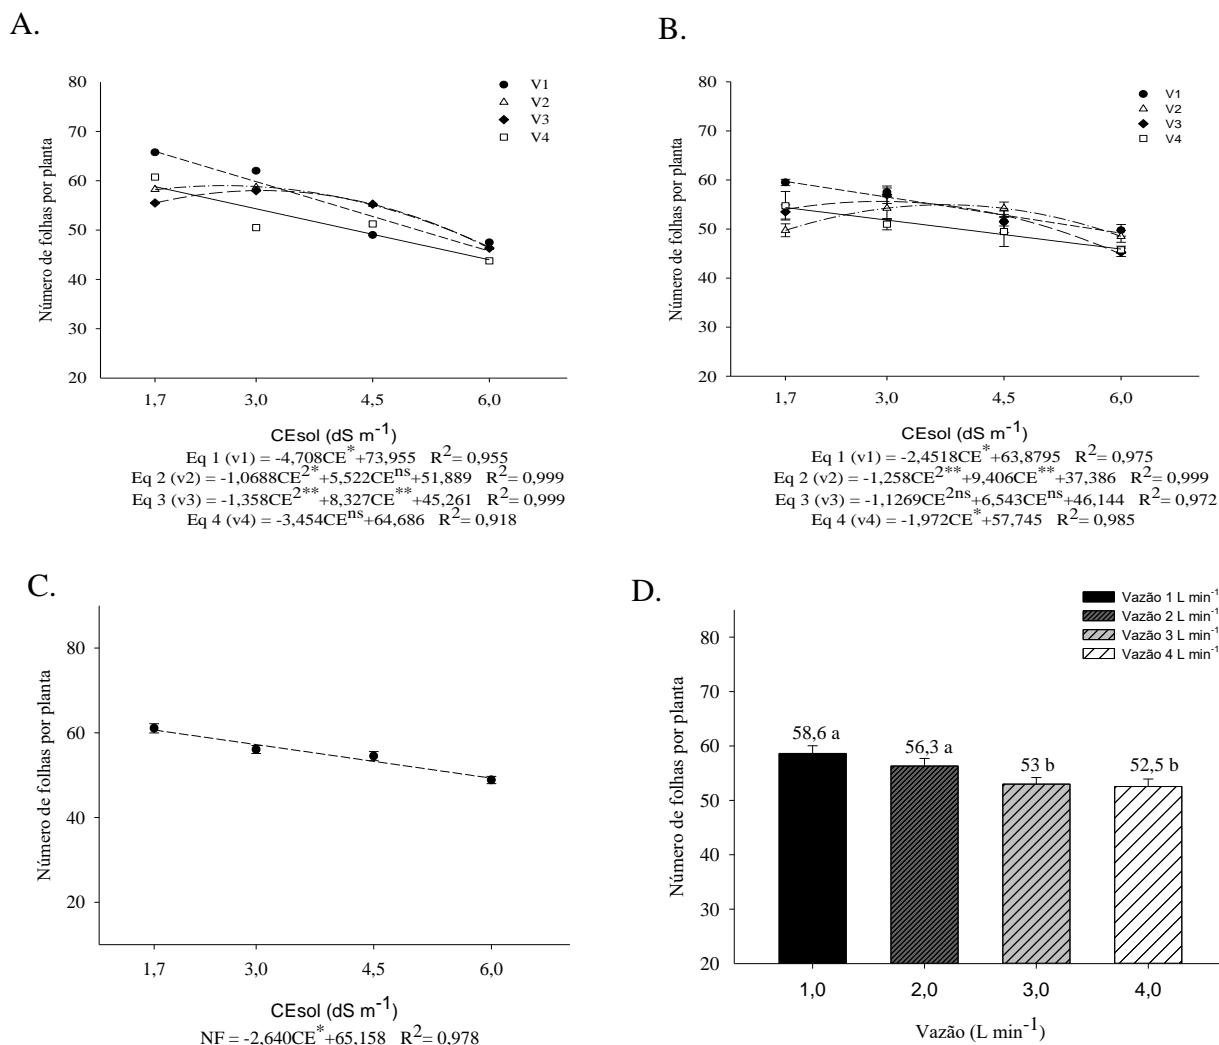 A.
Número de folhas por planta
80
70
60
50
40
30
20
V1
V2
V3
V4
1,7 3,0 4,5 6,0
CEsol (dS m-1)
Eq 1 (v1) = -4,708CE*+73,955 R2= 0,955
Eq 2 (v2) = -1,0688CE2*+5,522CEns+51,889 R2= 0,999
Eq 3 (v3) = -1,358CE2**+8,327CE**+45,261 R2= 0,999
Eq 4 (v4) = -3,454CEns+64,686 R2= 0,918
B.
Número de folhas por planta
80
70
60
50
40
30
20
V1
V2
V3
V4
1,7 3,0 4,5 6,0
CEsol (dS m-1)
Eq 1 (v1) = -2,4518CE*+63,8795 R2= 0,975
Eq 2 (v2) = -1,258CE2**+9,406CE**+37,386 R2= 0,999
Eq 3 (v3) = -1,1269CE2ns+6,543CEns+46,144 R2= 0,972
Eq 4 (v4) = -1,972CE*+57,745 R2= 0,985
C.
Número de folhas por planta
80
60
40
20
1,7 3,0 4,5 6,0
CEsol (dS m-1)
NF = -2,640CE*+65,158 R2= 0,978
D.
Vazão 1 L min-1
Vazão 2 L min-1
Vazão 3 L min-1
Vazão 4 L min-1
Número de folhas por planta
80
70
60
50
40
30
20
58,6 a 56,3 a 53 b 52,5 b
1,0 2,0 3,0 4,0
Vazão (L min-1)